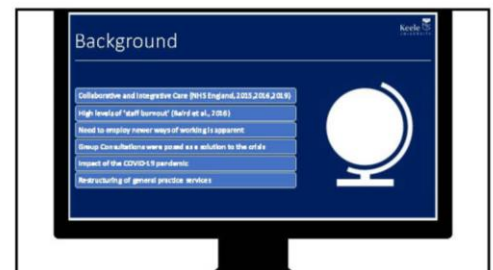 Keele
UNIVERSITY
Background
Collaborative and Integrative Care (NHS England, 2015,2016,2019)
High levels of 'staff burnout' (Baird et al., 2016)
Need to employ newer ways of working is apparent
Group Consultations were posed as a solution to the crisis
Impact of the COVID-19 pandemic
Restructuring of general practice services